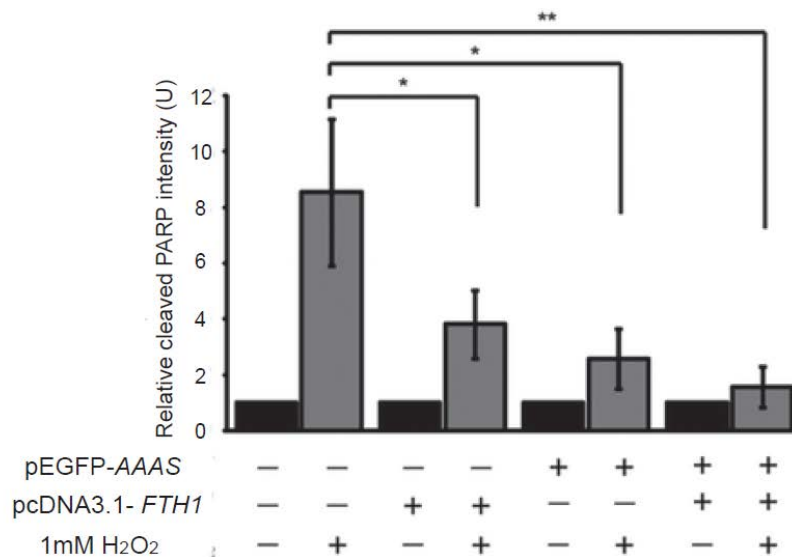 **
*
*
Relative cleaved PARP intensity (U)
12
10
8
6
4
2
0
pEGFP-AAAS — — — — + + + +
pcDNA3.1- FTH1 — — + + — — + +
1mM H₂O₂ — + — + — + — +